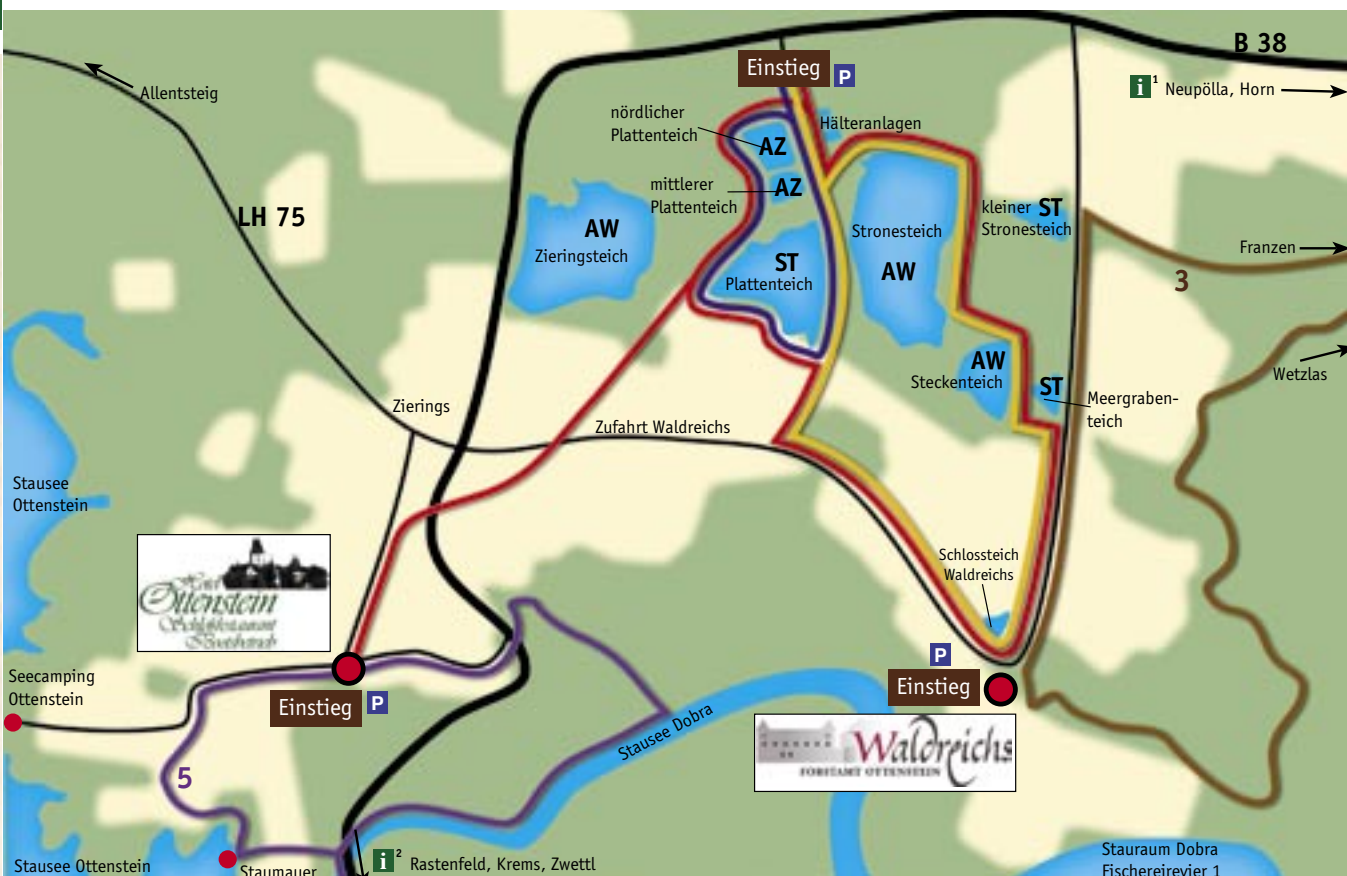 B 38
Einstieg P
i 1 Neupölla, Horn
Allentsteig
nördlicher
Plattenteich
AZ
Hälteranlagen
mittlerer
Plattenteich
AZ
LH 75
AW
Zieringsteich
ST
Plattenteich
Stronesteich
AW
kleiner ST
Stronesteich
Franzen
3
Wetzlas
AW
Steckenteich
ST
Meergraben-
teich
Zierings
Zufahrt Waldreichs
Stausee
Ottenstein
Hotel
Ottenstein
Schloßrestaurant
Bootsbetrieb
Schlossteich
Waldreichs
P
Einstieg
Waldreichs
FORSTAMT OTTENSTEIN
Seecamping
Ottenstein
Einstieg P
Stausee Dobra
5
Stausee Ottenstein
Staumauer
i 2 Rastenfeld, Krems, Zwettl
Stauraum Dobra
Fischereirevier 1